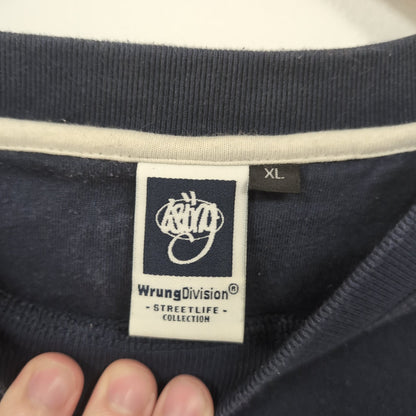 XL
WrungDivision®
- STREETLIFE -
COLLECTION